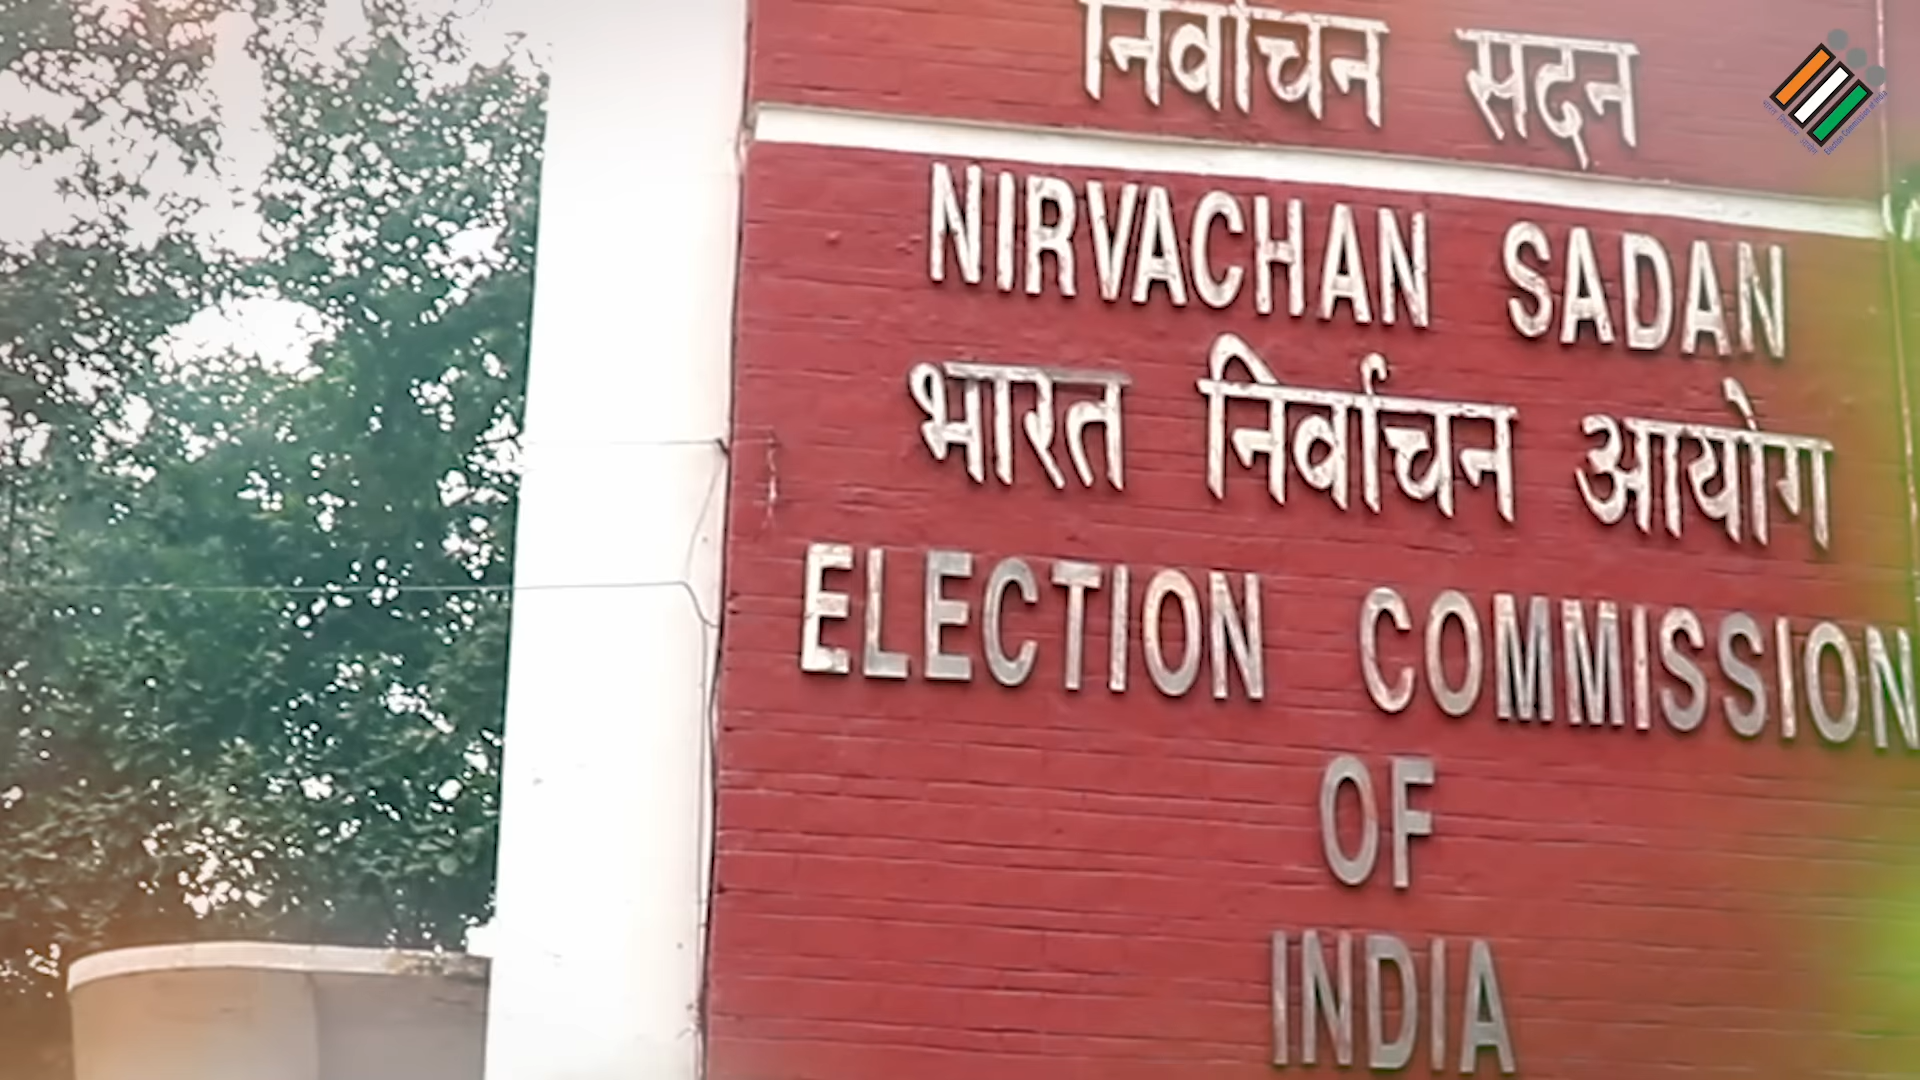 निर्वाचन सदन
NIRVACHAN SADAN
भारत निर्वाचन आयोग
ELECTION COMMISSION
OF
INDIA